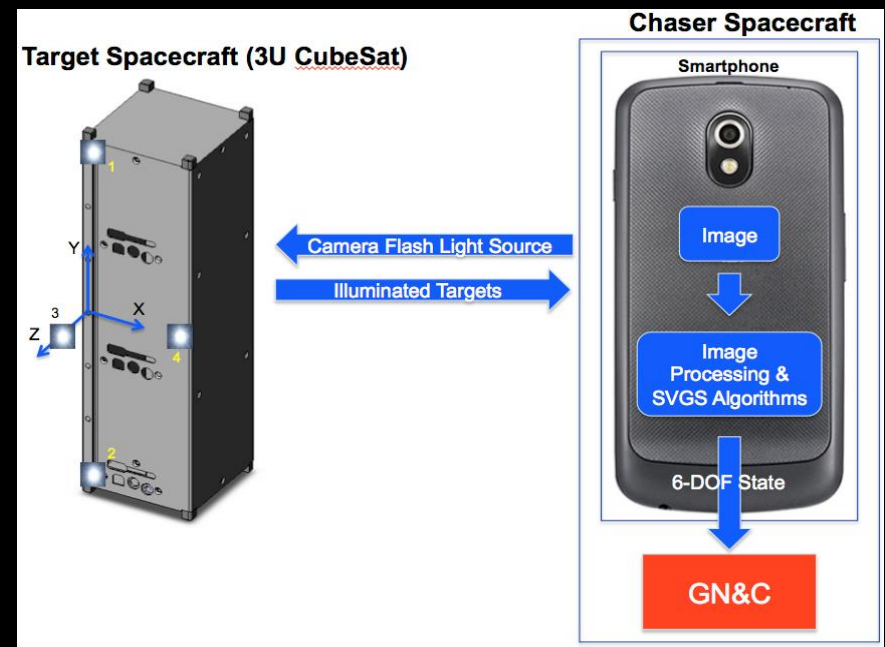 Chaser Spacecraft
Target Spacecraft (3U CubeSat)
Smartphone
1
Y
X
3
Z
4
2
Camera Flash Light Source
Illuminated Targets
Image
Image
Processing &
SVGS Algorithms
6-DOF State
GN&C